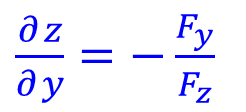 ∂z/∂y = − F_y/F_z